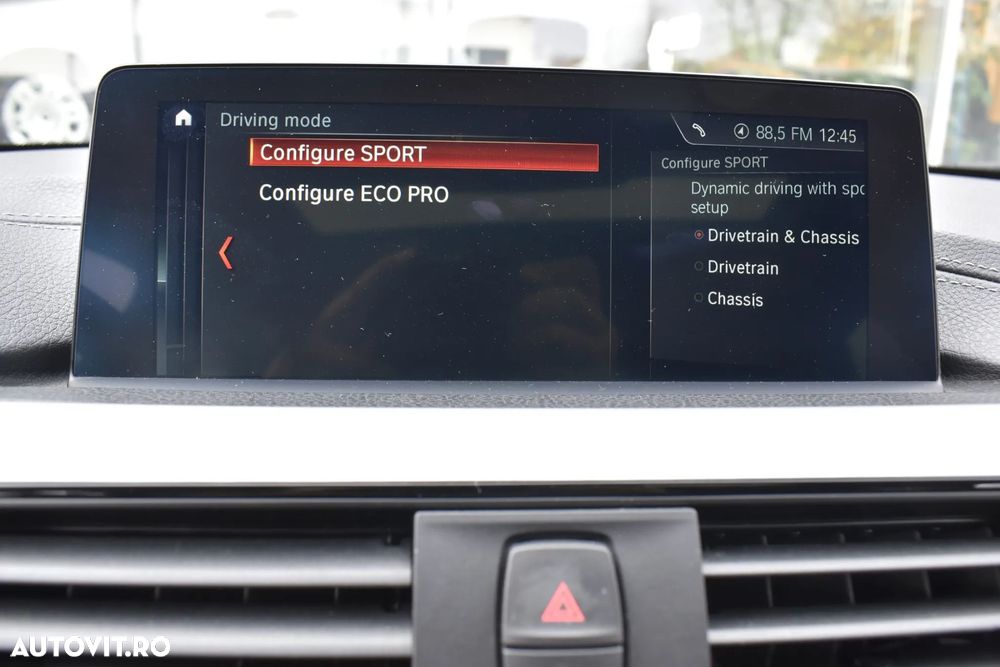 Driving mode
Configure SPORT
Configure ECO PRO
88,5 FM 12:45
Configure SPORT
Dynamic driving with
setup
Drivetrain & Chassis
Drivetrain
Chassis
AUTOVIT.RO